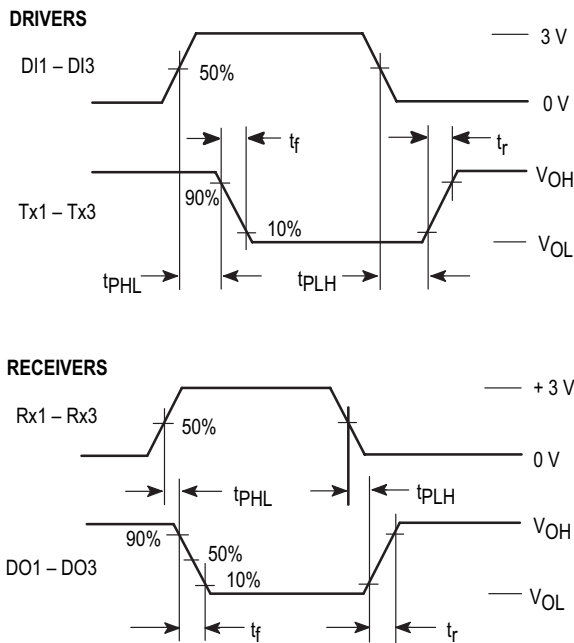 DRIVERS
3 V
DI1 – DI3
50%
0 V
tf
tr
VOH
90%
Tx1 – Tx3
10%
VOL
tPHL
tPLH
RECEIVERS
+ 3 V
Rx1 – Rx3
50%
0 V
tPHL
tPLH
VOH
90%
50%
DO1 – DO3
10%
VOL
tf
tr